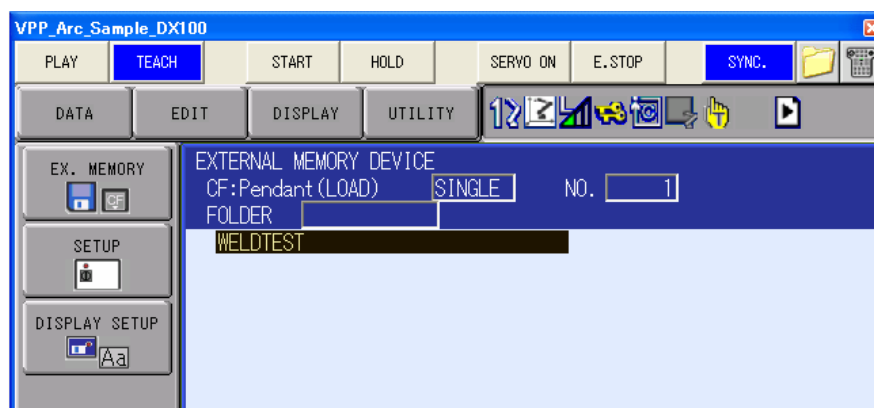 VPP_Arc_Sample_DX100
PLAY TEACH START HOLD SERVO ON E.STOP SYNC.
DATA EDIT DISPLAY UTILITY
EX. MEMORY
CF
SETUP
DISPLAY SETUP
Aa
EXTERNAL MEMORY DEVICE
CF:Pendant(LOAD) SINGLE NO. 1
FOLDER
WELDTEST